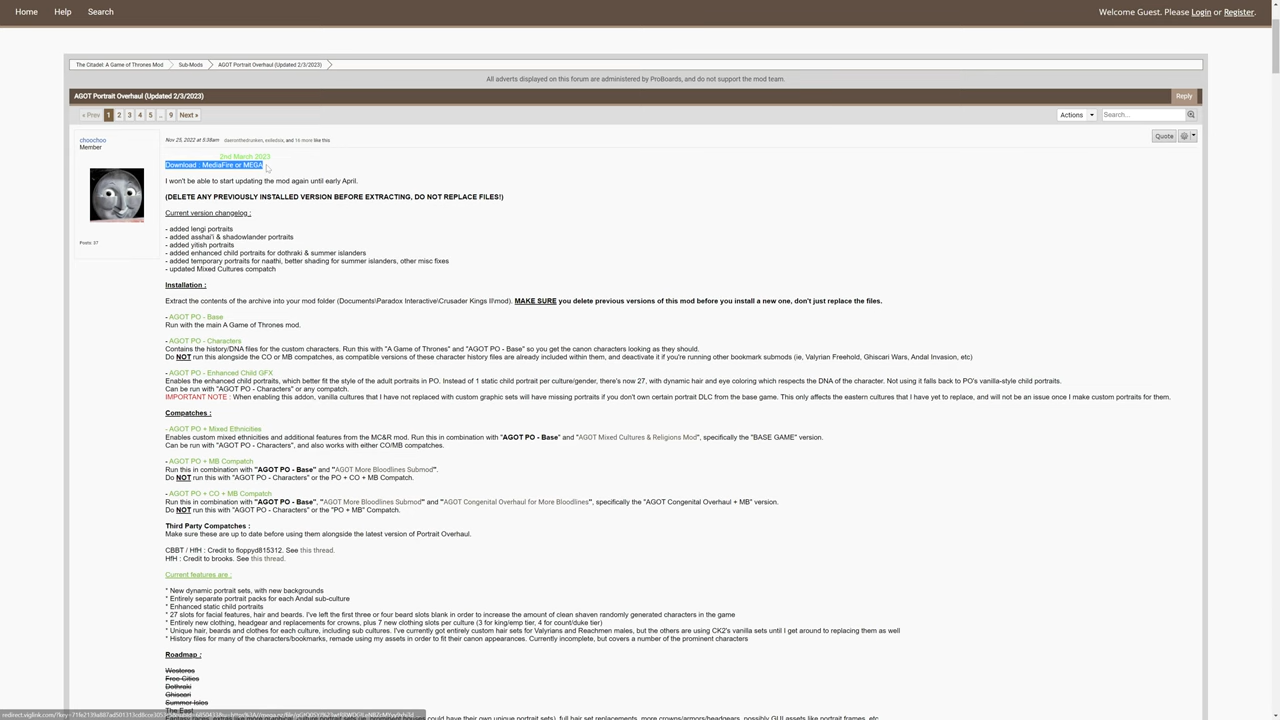 Home Help Search Welcome Guest. Please Login or Register.
The Citadel: A Game of Thrones Mod Sub-Mods AGOT Portrait Overhaul (Updated 2/3/2023)
All adverts displayed on this forum are administered by ProBoards, and do not support the mod team.
AGOT Portrait Overhaul (Updated 2/3/2023) Reply
« Prev 1 2 3 4 5 ... 9 Next » Actions Search...
choochoo
Member
Posts 37
Nov 25, 2022 at 5:38am daeronthedrunken, exiledsix, and 16 more like this Quote
2nd March 2023
Download : MediaFire or MEGA
I won't be able to start updating the mod again until early April.
(DELETE ANY PREVIOUSLY INSTALLED VERSION BEFORE EXTRACTING, DO NOT REPLACE FILES!)
Current version changelog :
- added lengi portraits
- added asshai'i & shadowlander portraits
- added yitish portraits
- added enhanced child portraits for dothraki & summer islanders
- added temporary portraits for naathi, better shading for summer islanders, other misc fixes
- updated Mixed Cultures compatch
Installation :
Extract the contents of the archive into your mod folder (Documents\Paradox Interactive\Crusader Kings II\mod). MAKE SURE you delete previous versions of this mod before you install a new one, don't just replace the files.
- AGOT PO - Base
Run with the main A Game of Thrones mod.
- AGOT PO - Characters
Contains the history/DNA files for the custom characters. Run this with "A Game of Thrones" and "AGOT PO - Base" so you get the canon characters looking as they should.
Do NOT run this alongside the CO or MB compatches, as compatible versions of these character history files are already included within them, and deactivate it if you're running other bookmark submods (ie, Valyrian Freehold, Ghiscari Wars, Andal Invasion, etc)
- AGOT PO - Enhanced Child GFX
Enables the enhanced child portraits, which better fit the style of the adult portraits in PO. Instead of 1 static child portrait per culture/gender, there's now 27, with dynamic hair and eye coloring which respects the DNA of the character. Not using it falls back to PO's vanilla-style child portraits.
Can be run with "AGOT PO - Characters" or any compatch.
IMPORTANT NOTE : When enabling this addon, vanilla cultures that I have not replaced with custom graphic sets will have missing portraits if you don't own certain portrait DLC from the base game. This only affects the eastern cultures that I have yet to replace, and will not be an issue once I make custom portraits for them.
Compatches :
- AGOT PO + Mixed Ethnicities
Enables custom mixed ethnicities and additional features from the MC&R mod. Run this in combination with "AGOT PO - Base" and "AGOT Mixed Cultures & Religions Mod", specifically the "BASE GAME" version.
Can be run with "AGOT PO - Characters", and also works with either CO/MB compatches.
- AGOT PO + MB Compatch
Run this in combination with "AGOT PO - Base" and "AGOT More Bloodlines Submod".
Do NOT run this with "AGOT PO - Characters" or the PO + CO + MB Compatch.
- AGOT PO + CO + MB Compatch
Run this in combination with "AGOT PO - Base", "AGOT More Bloodlines Submod" and "AGOT Congenital Overhaul for More Bloodlines", specifically the "AGOT Congenital Overhaul + MB" version.
Do NOT run this with "AGOT PO - Characters" or the "PO + MB" Compatch.
Third Party Compatches :
Make sure these are up to date before using them alongside the latest version of Portrait Overhaul.
CBBT / HfH : Credit to floppyd815312. See this thread.
HfH : Credit to brooks. See this thread.
Current features are :
* New dynamic portrait sets, with new backgrounds
* Entirely separate portrait packs for each Andal sub-culture
* Enhanced static child portraits
* 27 slots for facial features, hair and beards. I've left the first three or four beard slots blank in order to increase the amount of clean shaven randomly generated characters in the game
* Entirely new clothing, headgear and replacements for crowns, plus 7 new clothing slots per culture (3 for king/emp tier, 4 for count/duke tier)
* Unique hair, beards and clothes for each culture, including sub cultures. I've currently got entirely custom hair sets for Valyrians and Reachmen males, but the others are using CK2's vanilla sets until I get around to replacing them as well
* History files for many of the characters/bookmarks, remade using my assets in order to fit their canon appearances. Currently incomplete, but covers a number of the prominent characters
Roadmap :
Westeros
Free Cities
Dothraki
Ghiscari
Summer Isles
The East